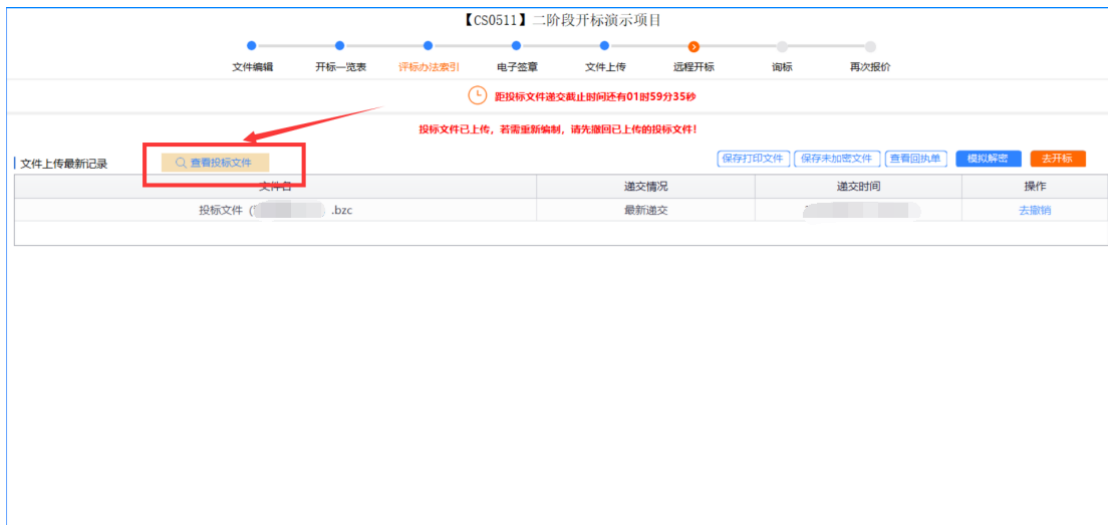 【CS0511】二阶段开标演示项目
文件编辑 开标一览表 评标办法索引 电子签章 文件上传 远程开标 询标 再次报价
距投标文件递交截止时间还有01时59分35秒
投标文件已上传，若需重新编制，请先撤回已上传的投标文件！
文件上传最新记录 查看投标文件 保存打印文件 保存未加密文件 查看回执单 模拟解密 去开标
文件名 递交情况 递交时间 操作
投标文件 ( .bzc 最新递交 去撤销